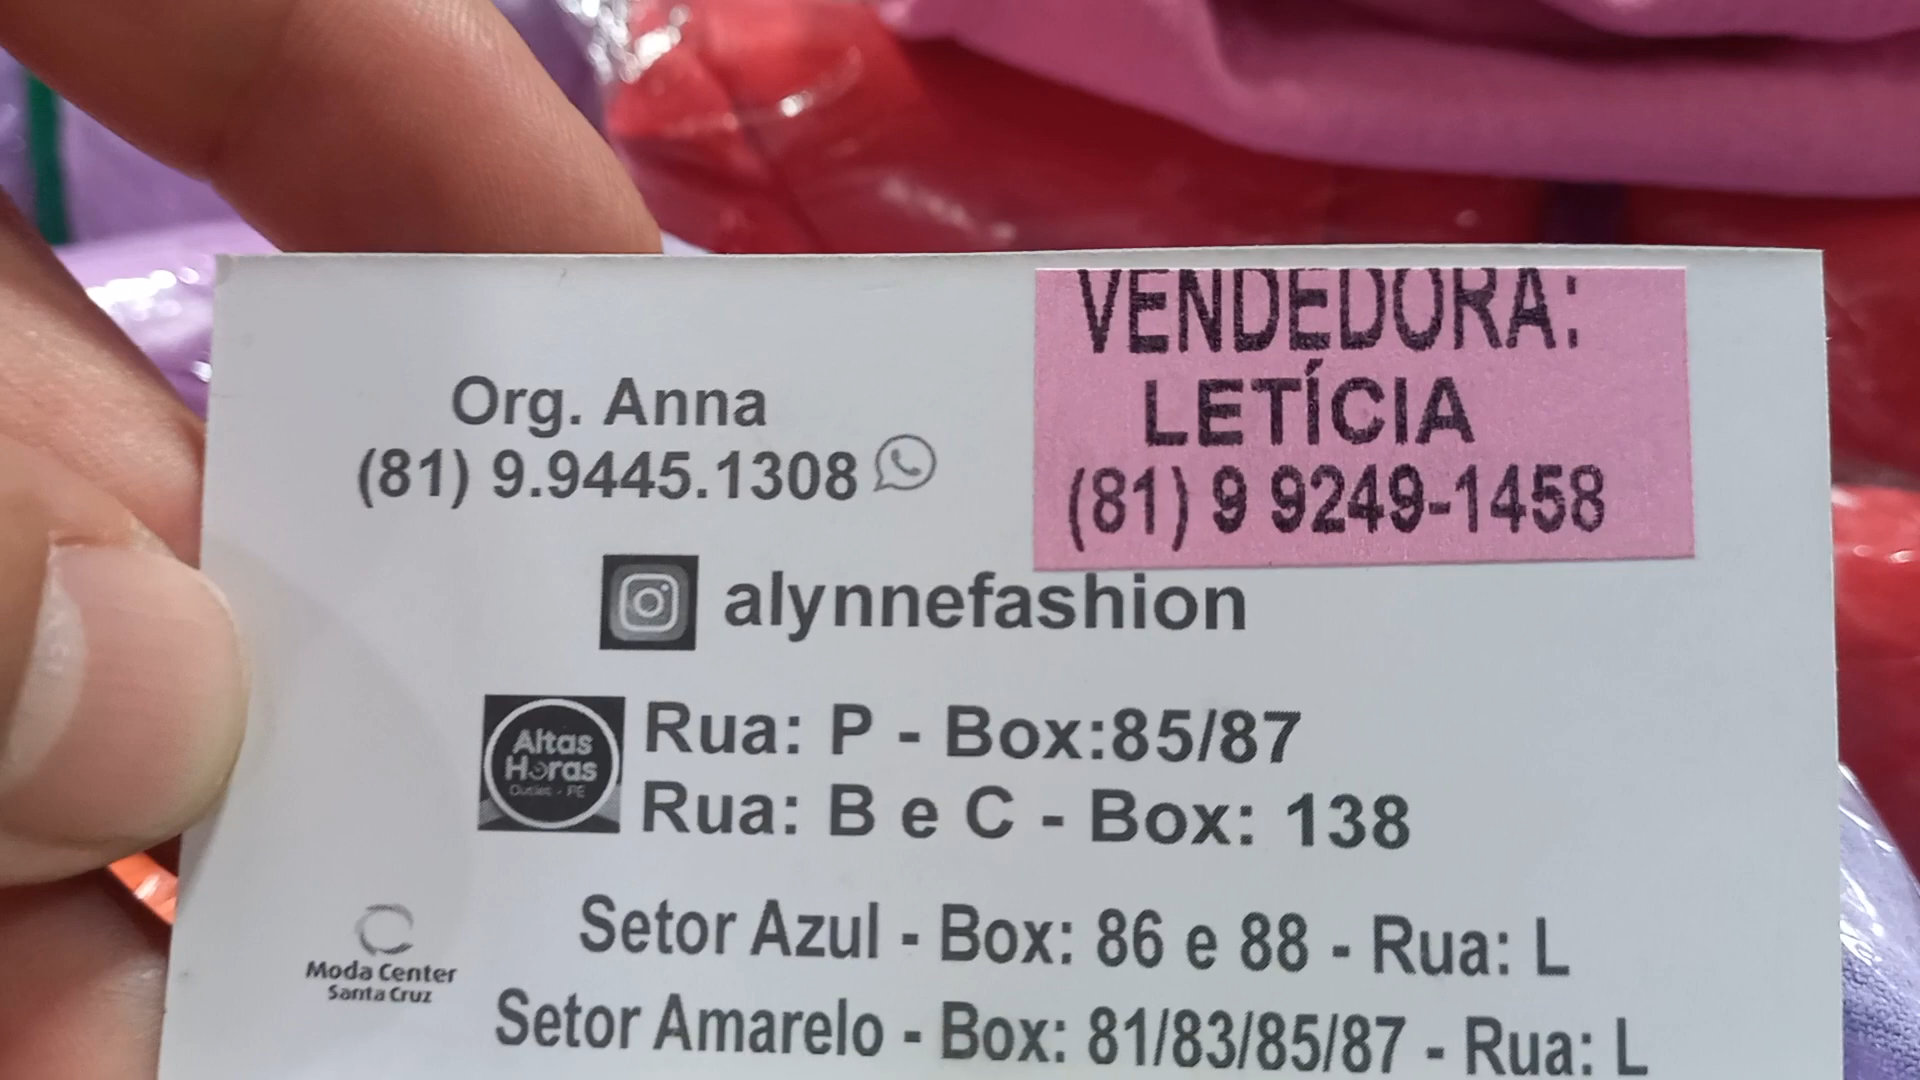 VENDEDORA:
LETÍCIA
(81) 9 9249-1458
Org. Anna
(81) 9.9445.1308
alynnefashion
Altas
Horas
Outlet - PE
Rua: P - Box:85/87
Rua: B e C - Box: 138
Moda Center
Santa Cruz
Setor Azul - Box: 86 e 88 - Rua: L
Setor Amarelo - Box: 81/83/85/87 - Rua: L